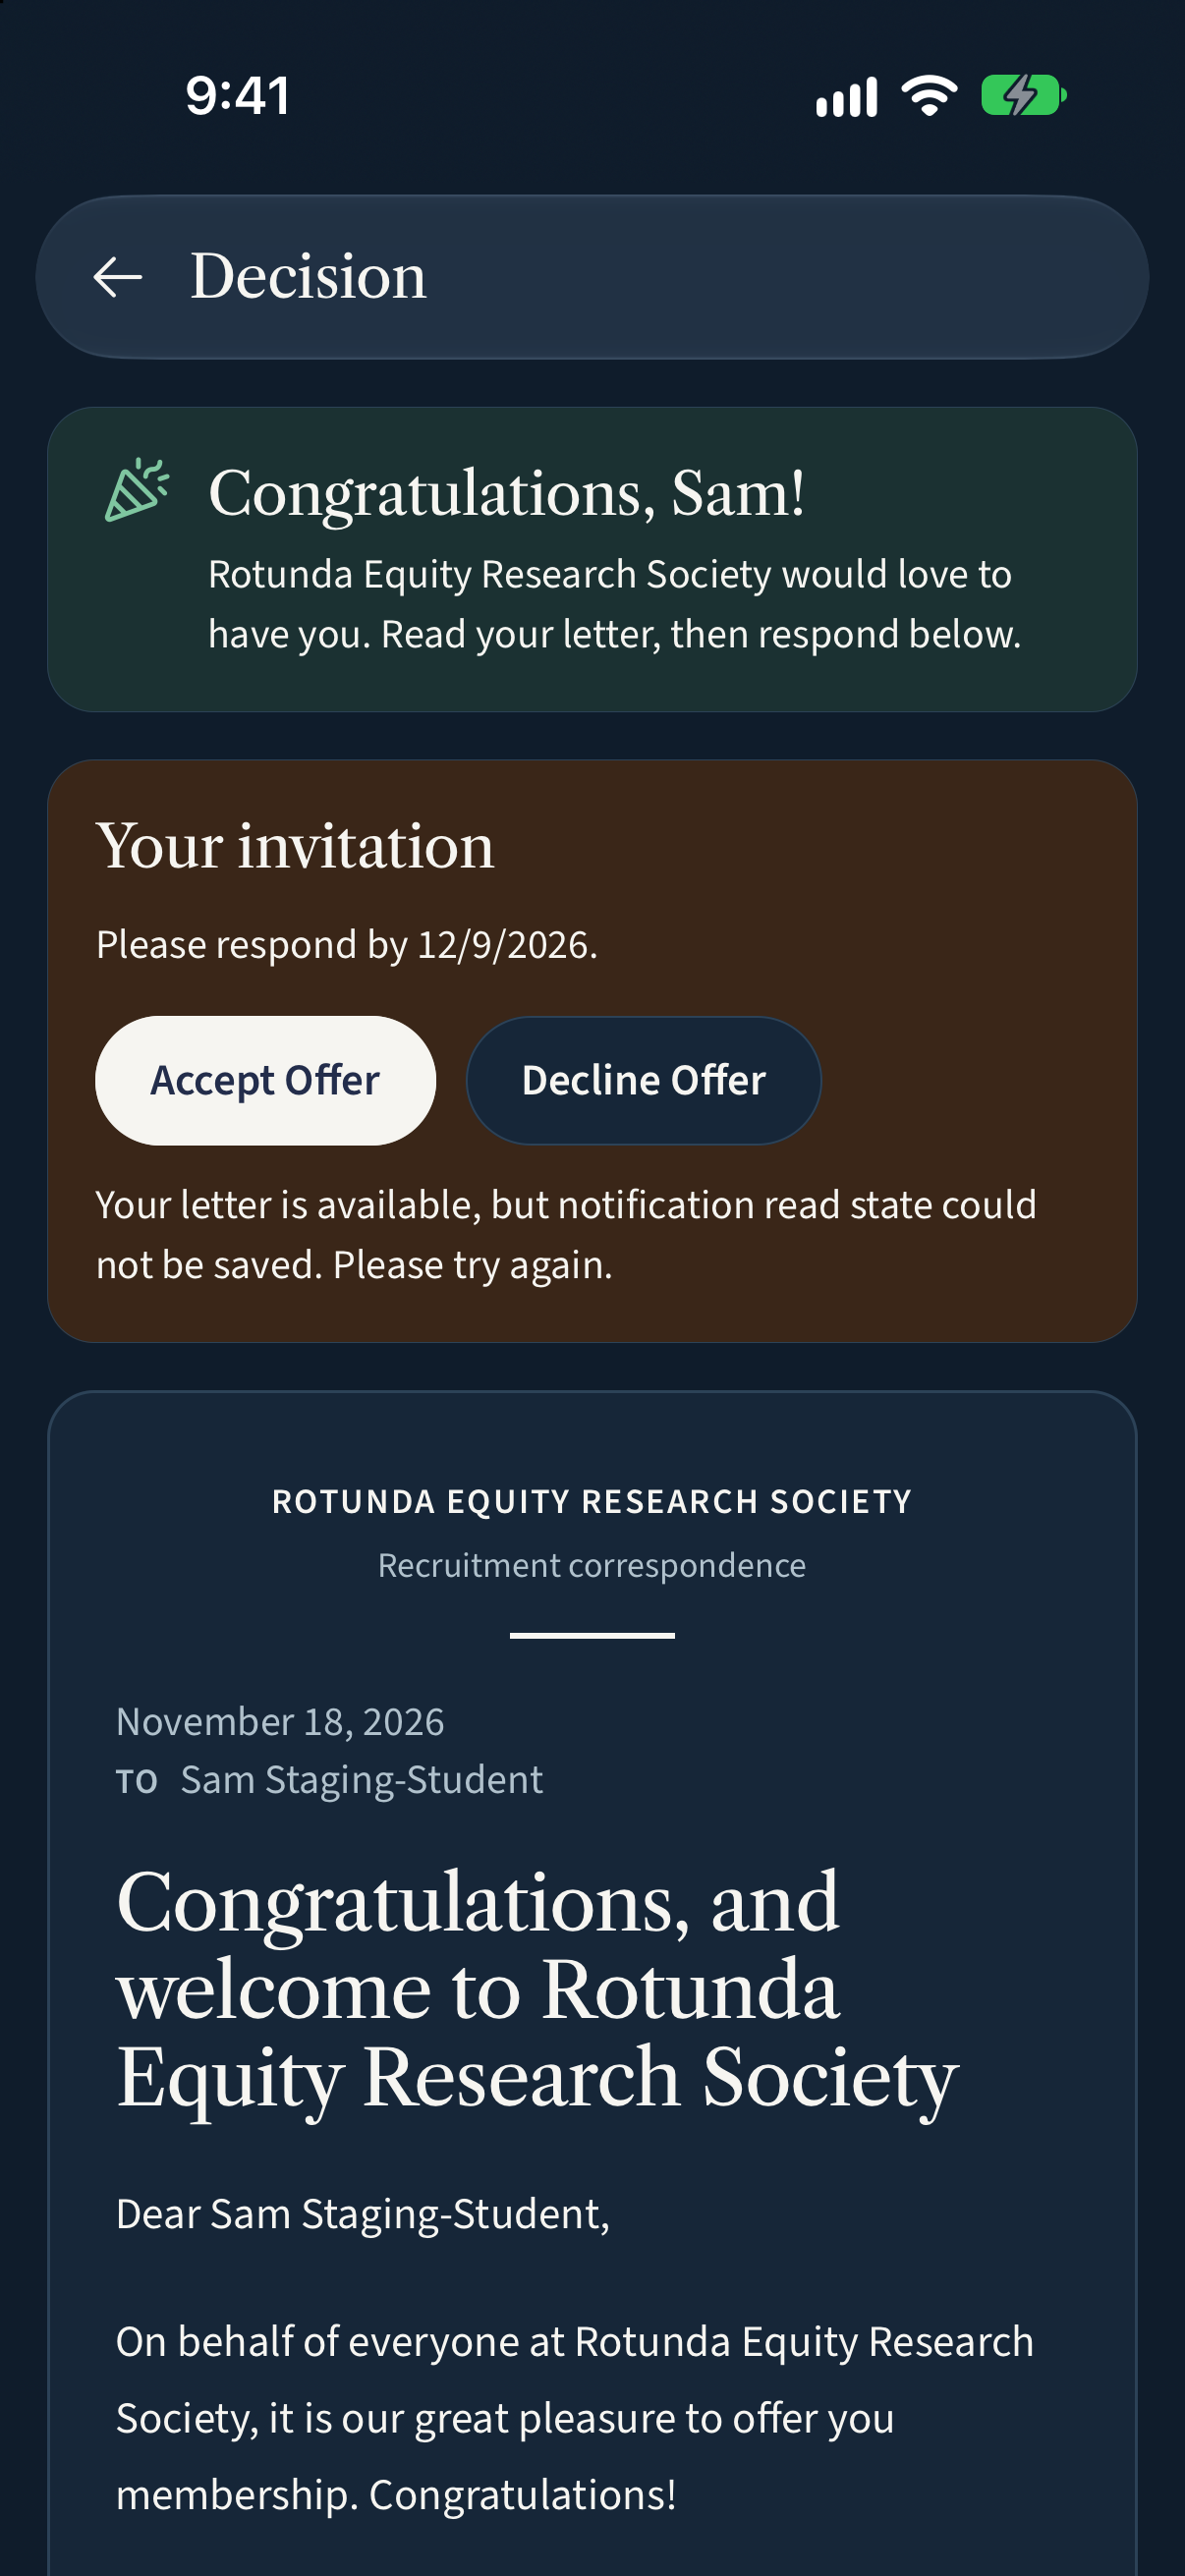 9:41
Decision
Congratulations, Sam!
Rotunda Equity Research Society would love to
have you. Read your letter, then respond below.
Your invitation
Please respond by 12/9/2026.
Accept Offer
Decline Offer
Your letter is available, but notification read state could
not be saved. Please try again.
ROTUNDA EQUITY RESEARCH SOCIETY
Recruitment correspondence
November 18, 2026
TO Sam Staging-Student
Congratulations, and
welcome to Rotunda
Equity Research Society
Dear Sam Staging-Student,
On behalf of everyone at Rotunda Equity Research
Society, it is our great pleasure to offer you
membership. Congratulations!